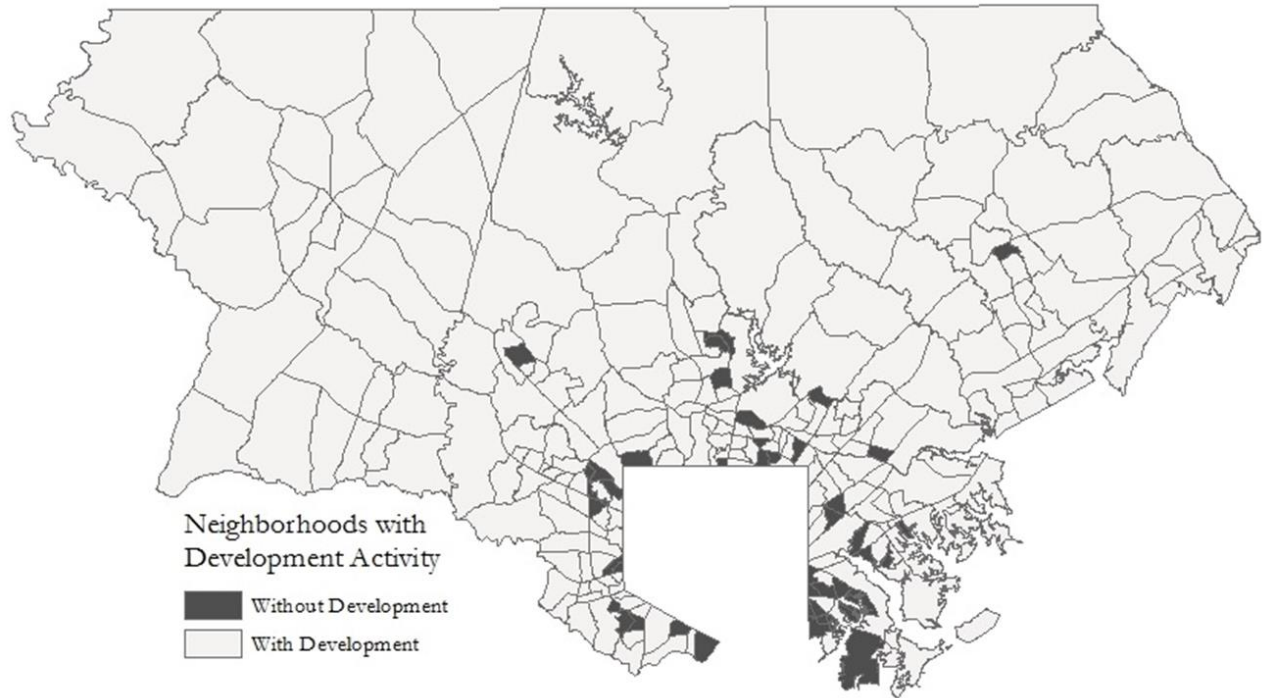 Neighborhoods with
Development Activity
Without Development
With Development